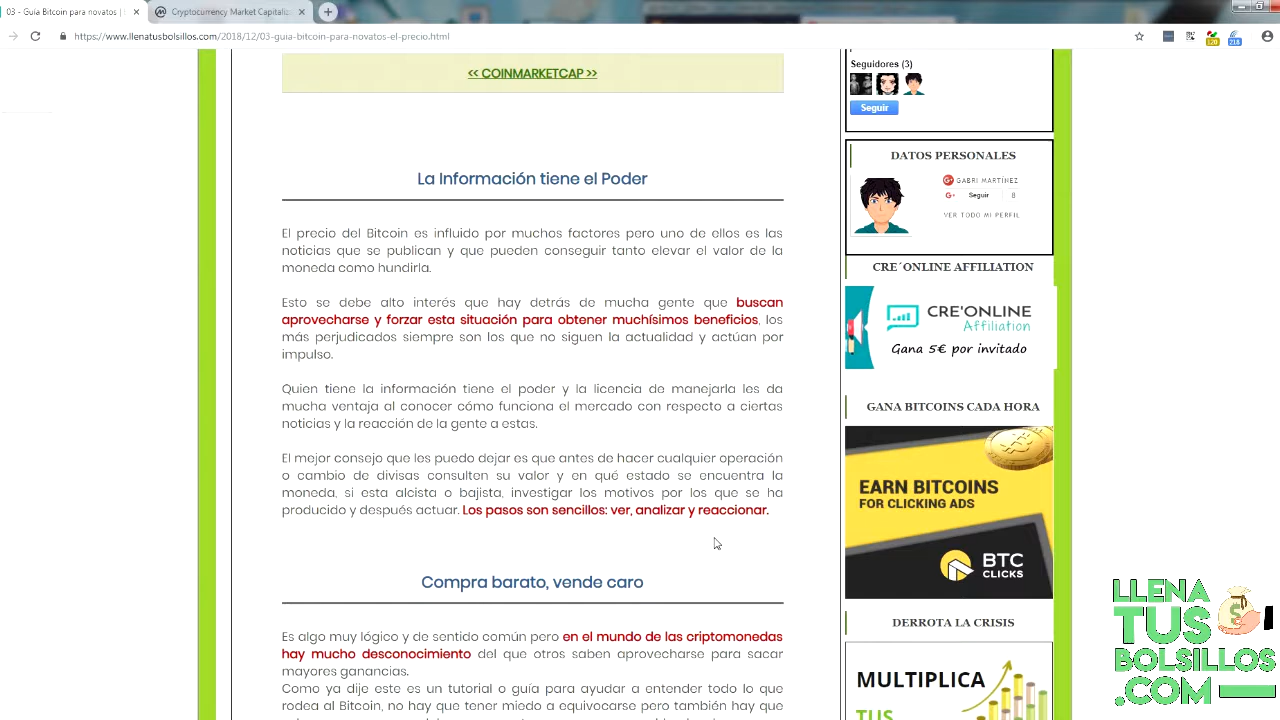 03 - Guía Bitcoin para novatos |
Cryptocurrency Market Capitaliz
https://www.llenatusbolsillos.com/2018/12/03-guia-bitcoin-para-novatos-el-precio.html
120
218
<< COINMARKETCAP >>
La Información tiene el Poder
El precio del Bitcoin es influido por muchos factores pero uno de ellos es las
noticias que se publican y que pueden conseguir tanto elevar el valor de la
moneda como hundirla.
Esto se debe alto interés que hay detrás de mucha gente que buscan
aprovecharse y forzar esta situación para obtener muchísimos beneficios, los
más perjudicados siempre son los que no siguen la actualidad y actúan por
impulso.
Quien tiene la información tiene el poder y la licencia de manejarla les da
mucha ventaja al conocer cómo funciona el mercado con respecto a ciertas
noticias y la reacción de la gente a estas.
El mejor consejo que les puedo dejar es que antes de hacer cualquier operación
o cambio de divisas consulten su valor y en qué estado se encuentra la
moneda, si esta alcista o bajista, investigar los motivos por los que se ha
producido y después actuar. Los pasos son sencillos: ver, analizar y reaccionar.
Compra barato, vende caro
Es algo muy lógico y de sentido común pero en el mundo de las criptomonedas
hay mucho desconocimiento del que otros saben aprovecharse para sacar
mayores ganancias.
Como ya dije este es un tutorial o guía para ayudar a entender todo lo que
rodea al bitcoin, no hay que tener miedo a equivocarse pero también hay que
Seguidores (3)
Seguir
DATOS PERSONALES
GABRI MARTÍNEZ
G+ Seguir 8
VER TODO MI PERFIL
CRE´ONLINE AFFILIATION
CRE'ONLINE
Affiliation
Gana 5€ por invitado
GANA BITCOINS CADA HORA
EARN BITCOINS
FOR CLICKING ADS
BTC
CLICKS
DERROTA LA CRISIS
MULTIPLICA
TUS
LLENA
TUS
BOLSILLOS
.COM